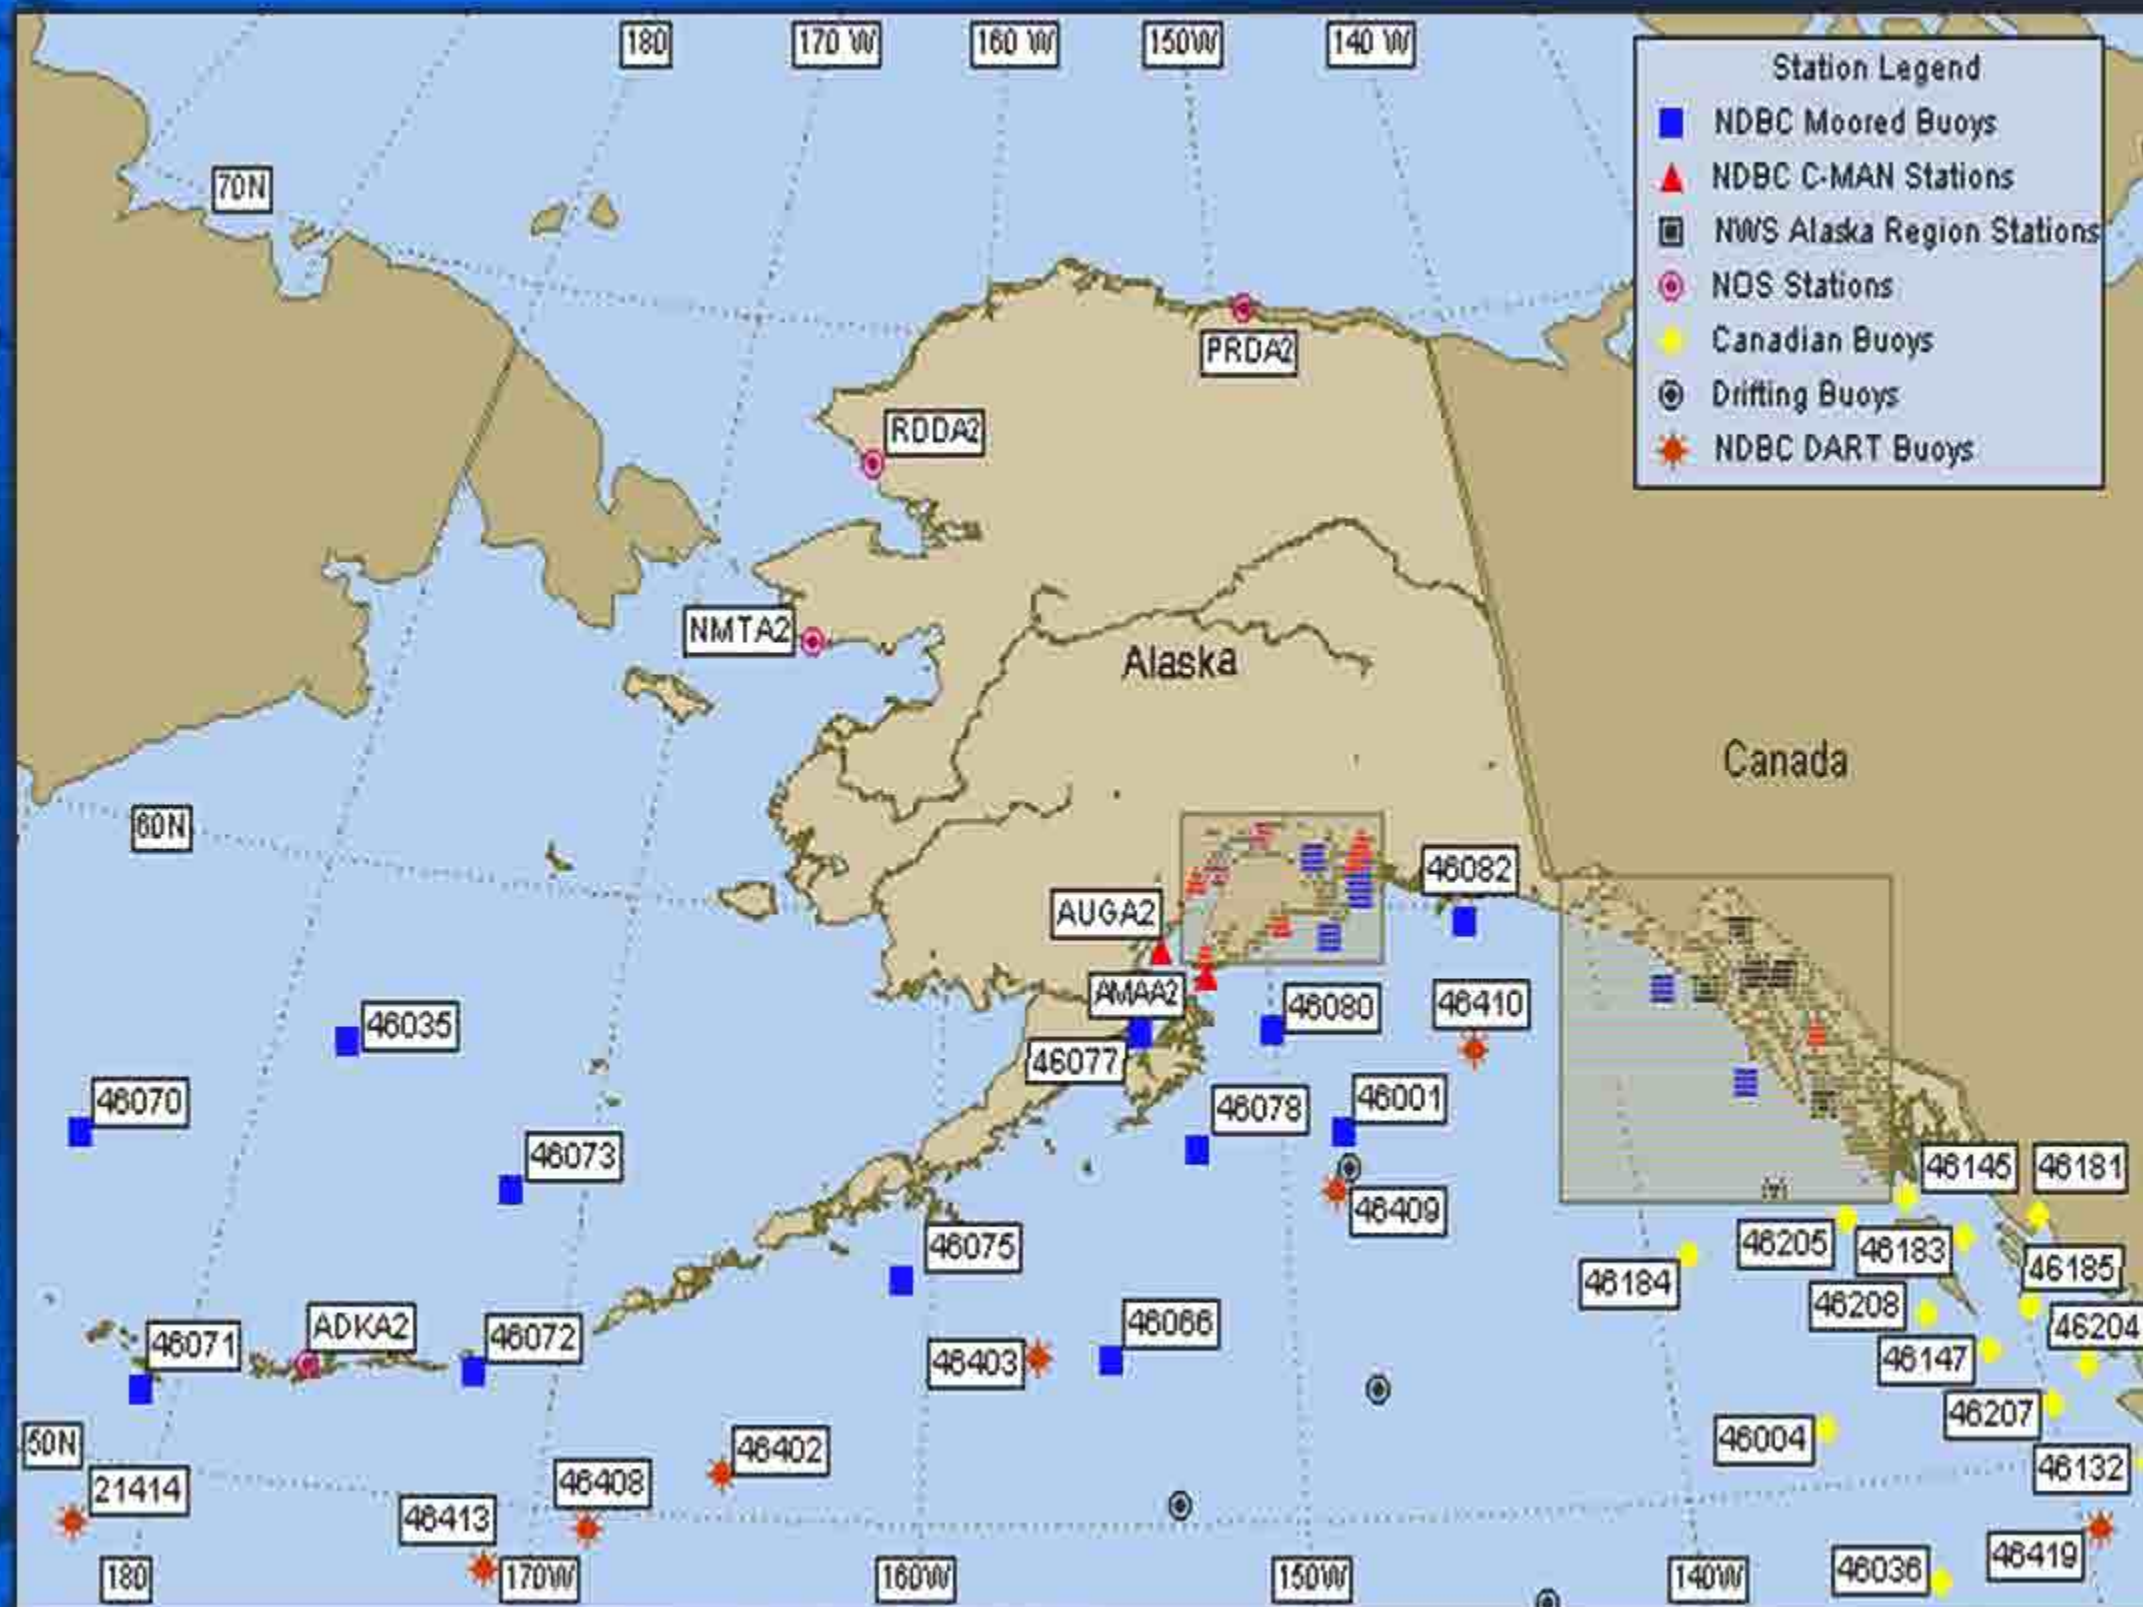 180
170 W
160 W
150W
140 W
Station Legend
NDBC Moored Buoys
NDBC C-MAN Stations
NWS Alaska Region Stations
NOS Stations
Canadian Buoys
Drifting Buoys
NDBC DART Buoys
70N
PRDA2
RDDA2
NMTA2
Alaska
Canada
60N
46082
AUGA2
AMAA2
46080
46410
46035
46077
46070
46078
46001
46073
46145
46181
46409
46075
46205
46183
46184
46185
46208
ADKA2
46071
46072
46066
46204
46403
46147
46207
50N
46402
46004
46132
21414
46408
46413
46419
46036
180
170W
160W
150W
140W